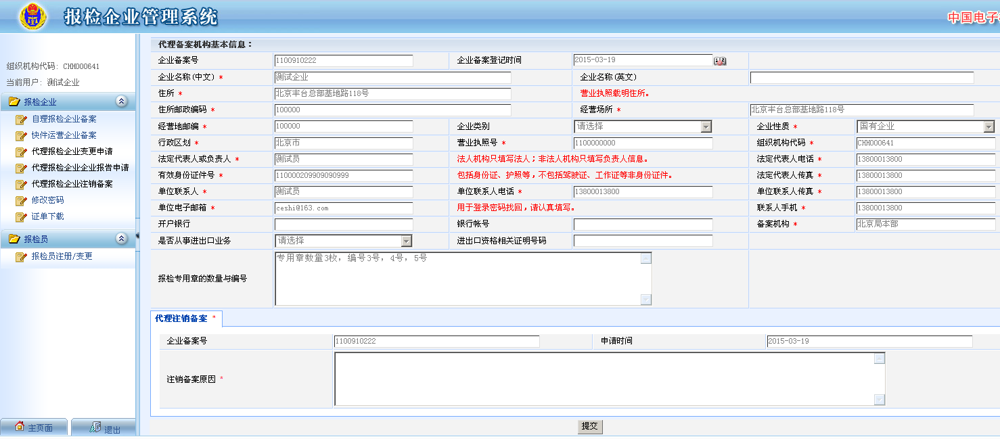 报检企业管理系统
中国电子
组织机构代码: CHH000641
当前用户: 测试企业
报检企业
自理报检企业备案
快件运营企业备案
代理报检企业变更申请
代理报检企业企业报告申请
代理报检企业注销备案
修改密码
证单下载
报检员
报检员注册/变更
主页面 退出
代理备案机构基本信息：
企业备案号 1100910222 企业备案登记时间 2015-03-19
企业名称(中文) * 测试企业 企业名称(英文)
住所 * 北京丰台总部基地路118号 营业执照载明住所。
住所邮政编码 * 100000 经营场所 * 北京丰台总部基地路118号
经营地邮编 * 100000 企业类别 请选择 企业性质 * 国有企业
行政区划 * 北京市 营业执照号 * 1100000000 组织机构代码 * CHH000641
法定代表人或负责人 * 测试员 法人机构只填写法人；非法人机构只填写负责人信息。 法定代表人电话 * 13800013800
有效身份证件号 * 110000209909090999 包括身份证、护照等，不包括驾驶证、工作证等非身份证件。 法定代表人传真 * 13800013800
单位联系人 * 测试员 单位联系人电话 * 13800013800 单位联系人传真 * 13800013800
单位电子邮箱 * ceshi@163.com 用于登录密码找回，请认真填写。 联系人手机 * 13800013800
开户银行 银行帐号 备案机构 * 北京局本部
是否从事进出口业务 请选择 进出口资格相关证明号码
报检专用章的数量与编号 专用章数量3枚, 编号3号, 4号, 5号
代理注销备案 *
企业备案号 1100910222 申请时间 2015-03-19
注销备案原因 *
提交